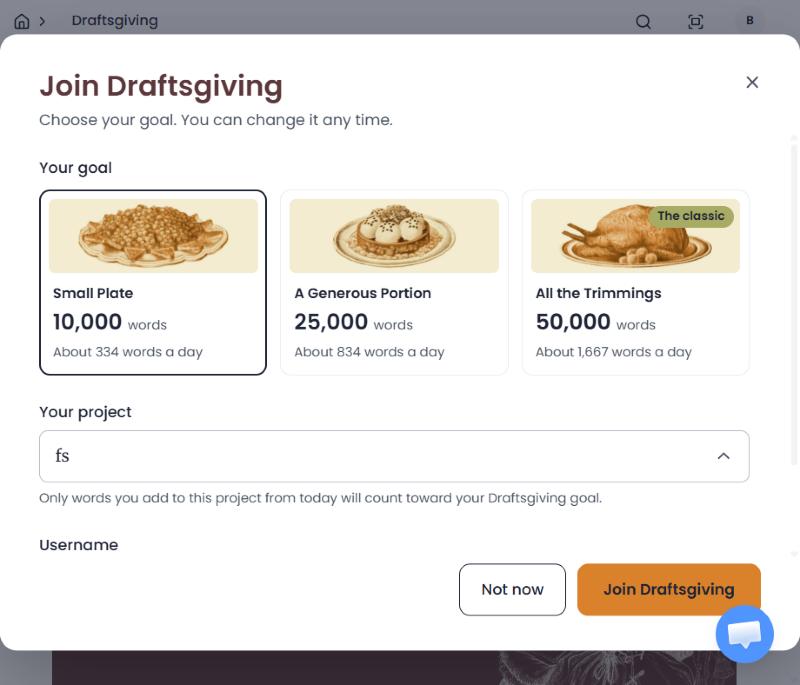 Draftsgiving
B
Join Draftsgiving
Choose your goal. You can change it any time.
Your goal
The classic
Small Plate
10,000 words
About 334 words a day
A Generous Portion
25,000 words
About 834 words a day
All the Trimmings
50,000 words
About 1,667 words a day
Your project
fs
Only words you add to this project from today will count toward your Draftsgiving goal.
Username
Not now
Join Draftsgiving